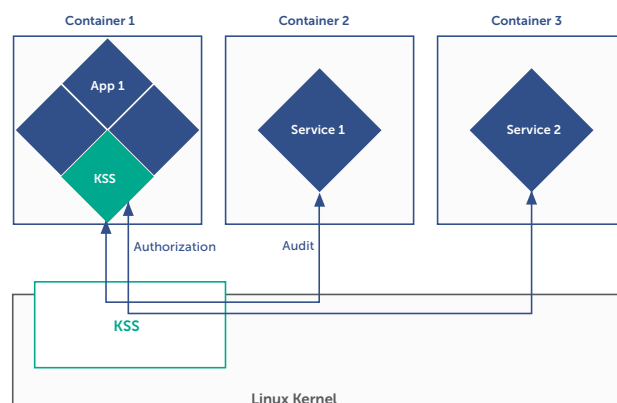 Container 1
Container 2
Container 3
App 1
Service 1
Service 2
KSS
Authorization
Audit
KSS
Linux Kernel